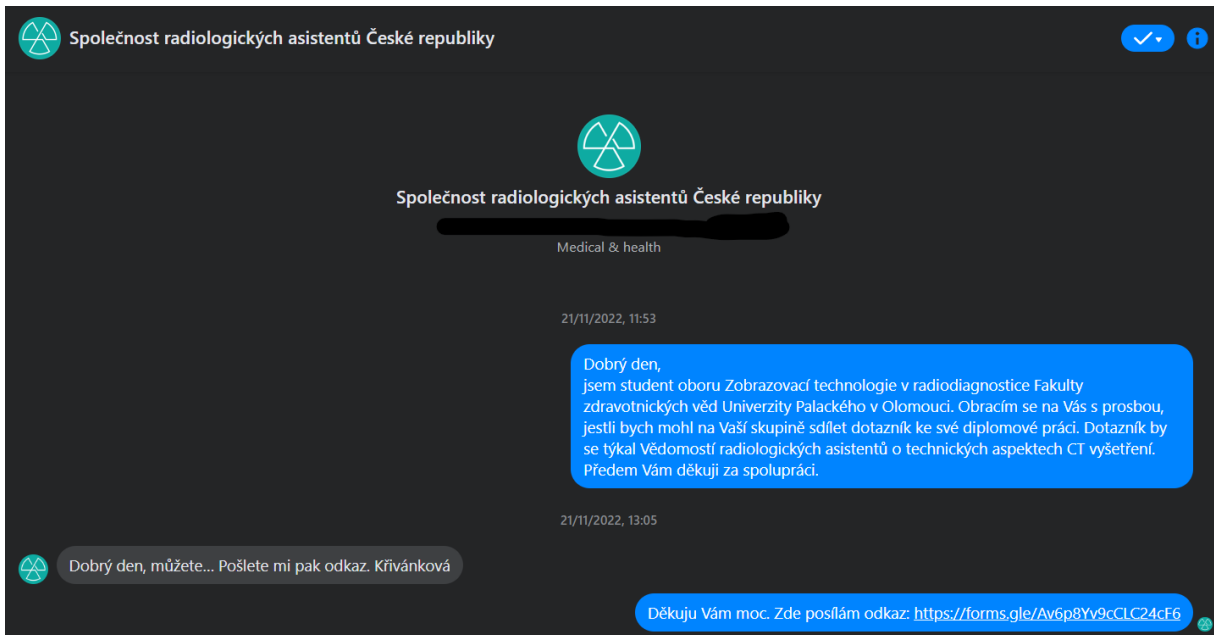 Společnost radiologických asistentů České republiky
Společnost radiologických asistentů České republiky
Medical & health
21/11/2022, 11:53
Dobrý den,
jsem student oboru Zobrazovací technologie v radiodiagnostice Fakulty
zdravotnických věd Univerzity Palackého v Olomouci. Obracím se na Vás s prosbou,
jestli bych mohl na Vaší skupině sdílet dotazník ke své diplomové práci. Dotazník by
se týkal Vědomostí radiologických asistentů o technických aspektech CT vyšetření.
Předem Vám děkuji za spolupráci.
21/11/2022, 13:05
Dobrý den, můžete... Pošlete mi pak odkaz. Křivánková
Děkuju Vám moc. Zde posílám odkaz: https://forms.gle/Av6p8Yv9cCLC24cF6